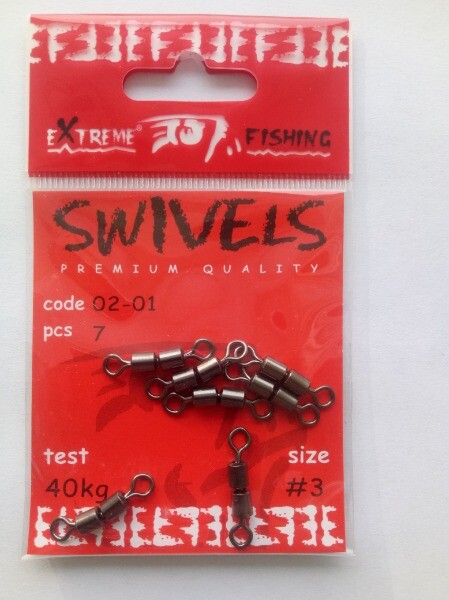 EXTREME® FISHING
SWIVELS
PREMIUM QUALITY
code 02-01
pcs 7
test size
40kg #3